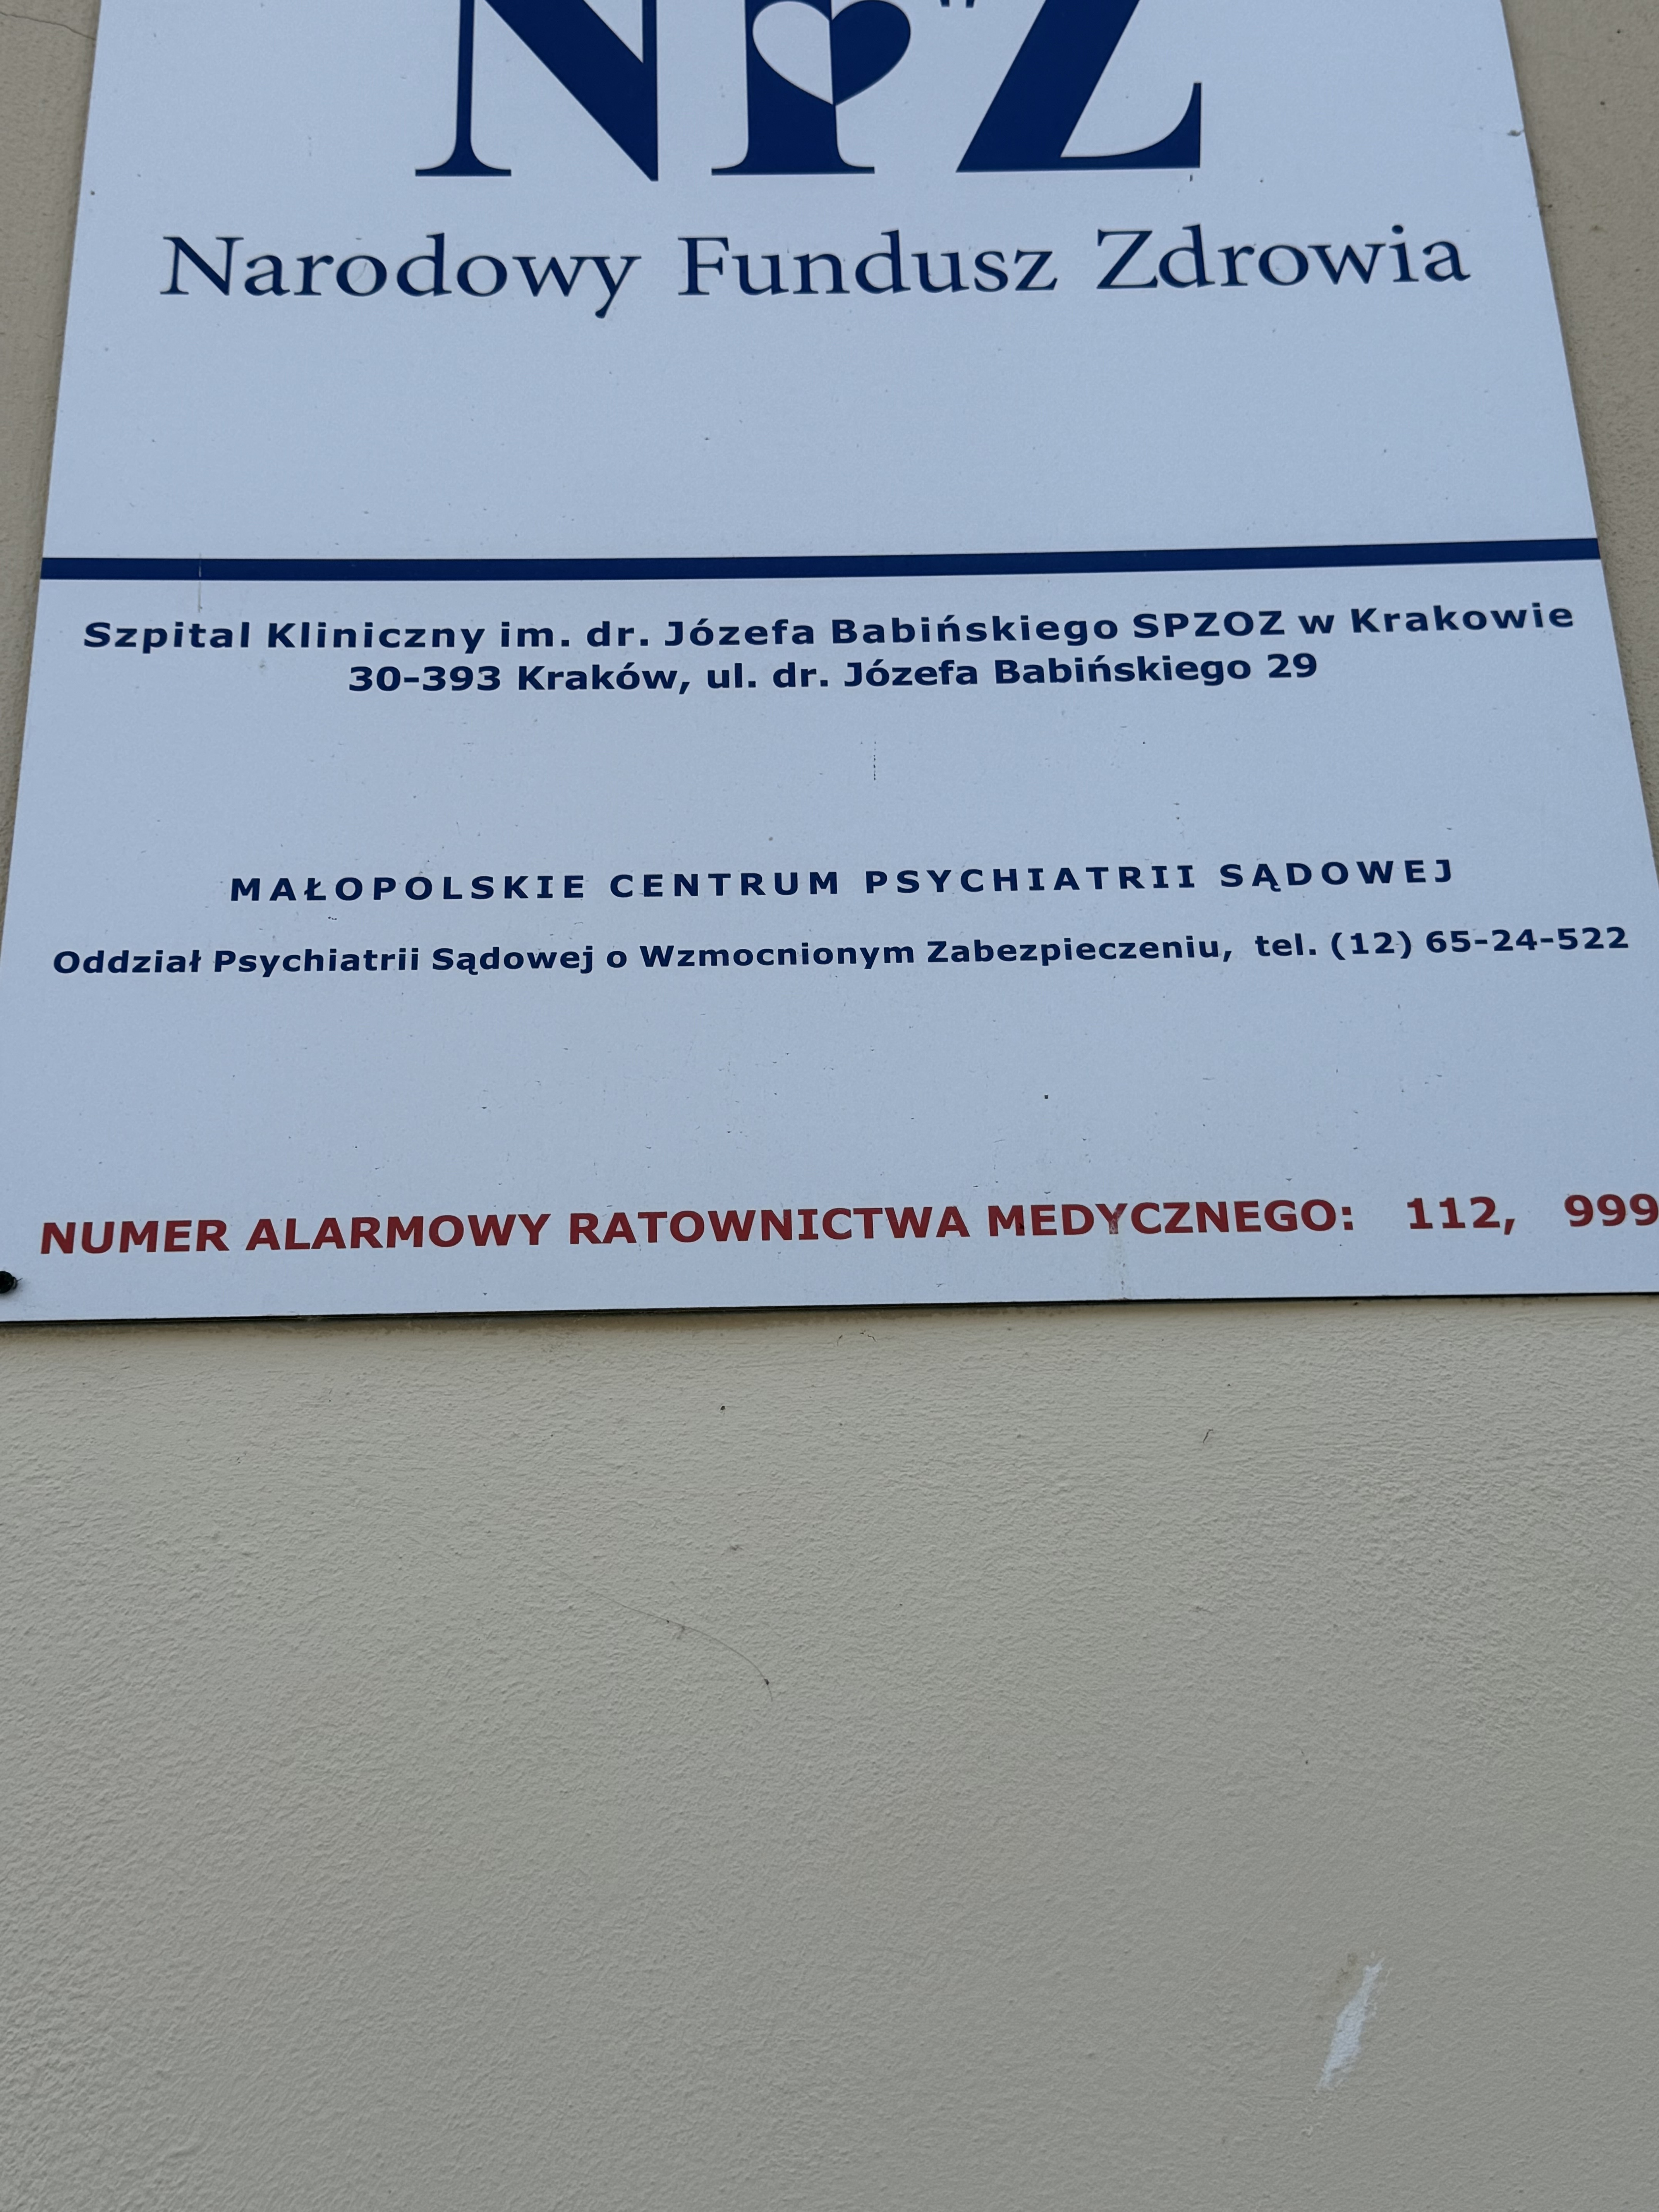 NFZ
Narodowy Fundusz Zdrowia
Szpital Kliniczny im. dr. Józefa Babińskiego SPZOZ w Krakowie
30-393 Kraków, ul. dr. Józefa Babińskiego 29
MAŁOPOLSKIE CENTRUM PSYCHIATRII SĄDOWEJ
Oddział Psychiatrii Sądowej o Wzmocnionym Zabezpieczeniu, tel. (12) 65-24-522
NUMER ALARMOWY RATOWNICTWA MEDYCZNEGO: 112, 999